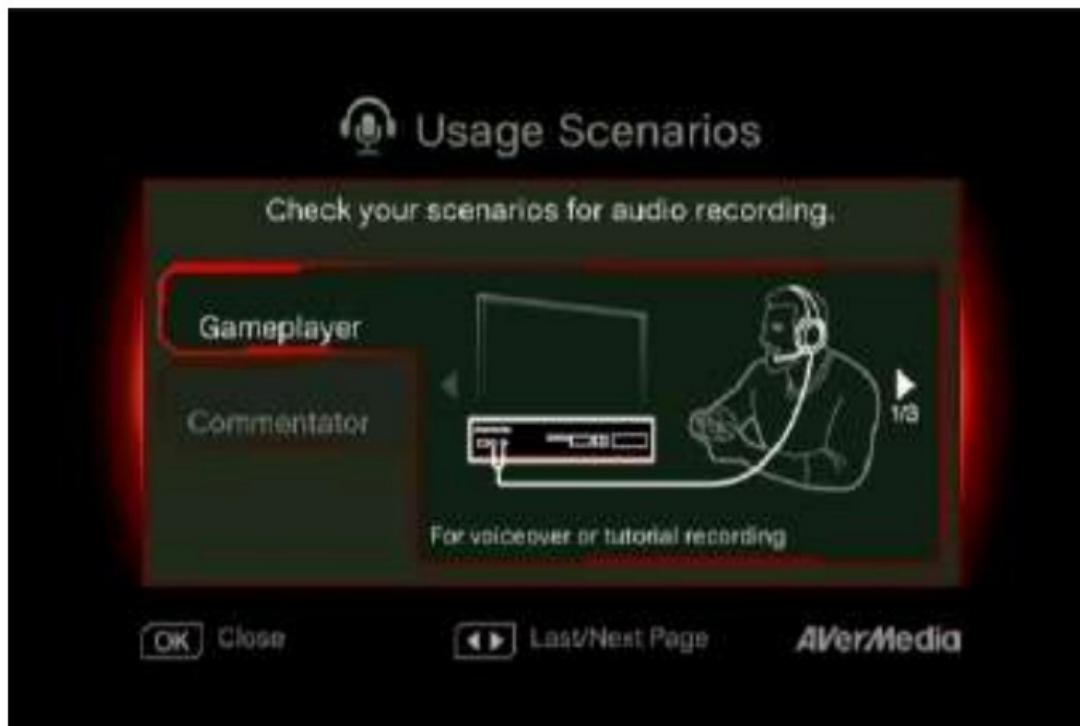 Usage Scenarios
Check your scenarios for audio recording.
Gameplayer
Commentator
1/3
For voiceover or tutorial recording
OK Close
Last/Next Page
AVerMedia